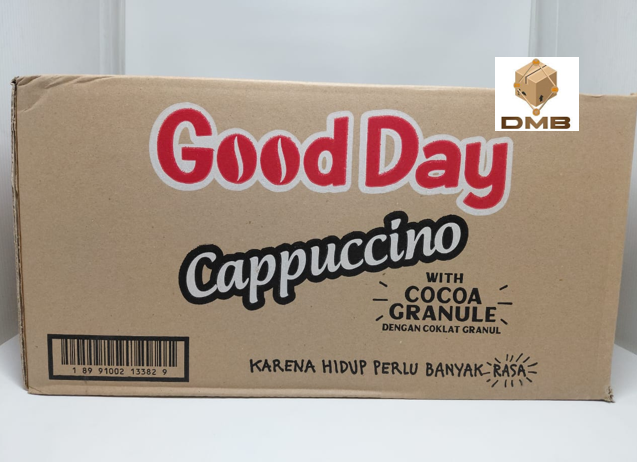 DMB
Good Day
Cappuccino
WITH
COCOA
GRANULE
DENGAN COKLAT GRANUL
KARENA HIDUP PERLU BANYAK RASA
1 89 91002 13382 9